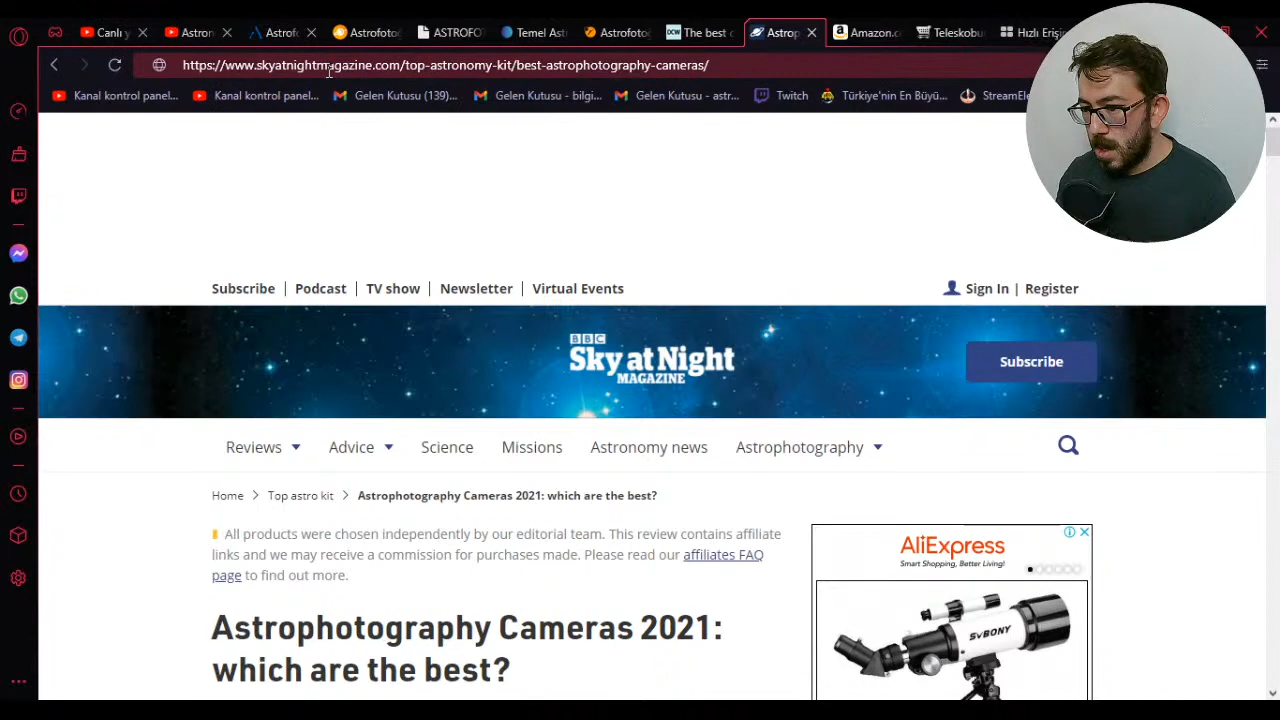 Canlı y
Astron
Astrofo
Astrofoto
ASTROFO
Temel Ast
Astrofoto
DCW
The best c
Astrop
Amazon.c
Teleskobu
Hızlı Erişi
https://www.skyatnightmagazine.com/top-astronomy-kit/best-astrophotography-cameras/
Kanal kontrol panel...
Kanal kontrol panel...
Gelen Kutusu (139)...
Gelen Kutusu - bilgi...
Gelen Kutusu - astr...
Twitch
Türkiye'nin En Büyü...
StreamEle
Subscribe | Podcast | TV show | Newsletter | Virtual Events
Sign In | Register
BBC
Sky at Night
MAGAZINE
Subscribe
Reviews
Advice
Science
Missions
Astronomy news
Astrophotography
Home > Top astro kit > Astrophotography Cameras 2021: which are the best?
All products were chosen independently by our editorial team. This review contains affiliate
links and we may receive a commission for purchases made. Please read our affiliates FAQ
page to find out more.
Astrophotography Cameras 2021:
which are the best?
AliExpress
Smart Shopping, Better Living!
SVBONY